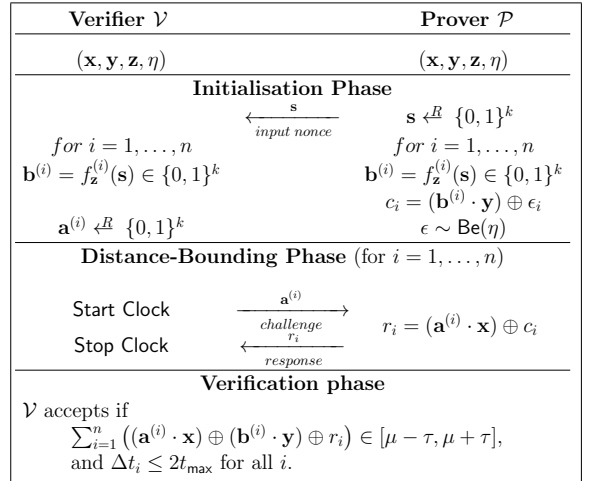 Verifier 𝒱 Prover 𝒫
(x, y, z, η) (x, y, z, η)
Initialisation Phase
s ← input nonce s ←R {0, 1}^k
for i = 1, . . . , n for i = 1, . . . , n
b^(i) = f_z^(i)(s) ∈ {0, 1}^k b^(i) = f_z^(i)(s) ∈ {0, 1}^k
c_i = (b^(i) · y) ⊕ ϵ_i
a^(i) ←R {0, 1}^k ϵ ∼ Be(η)
Distance-Bounding Phase (for i = 1, . . . , n)
Start Clock a^(i) → challenge r_i = (a^(i) · x) ⊕ c_i
Stop Clock r_i ← response
Verification phase
𝒱 accepts if
∑_{i=1}^n ((a^(i) · x) ⊕ (b^(i) · y) ⊕ r_i) ∈ [μ − τ, μ + τ],
and Δt_i ≤ 2t_max for all i.